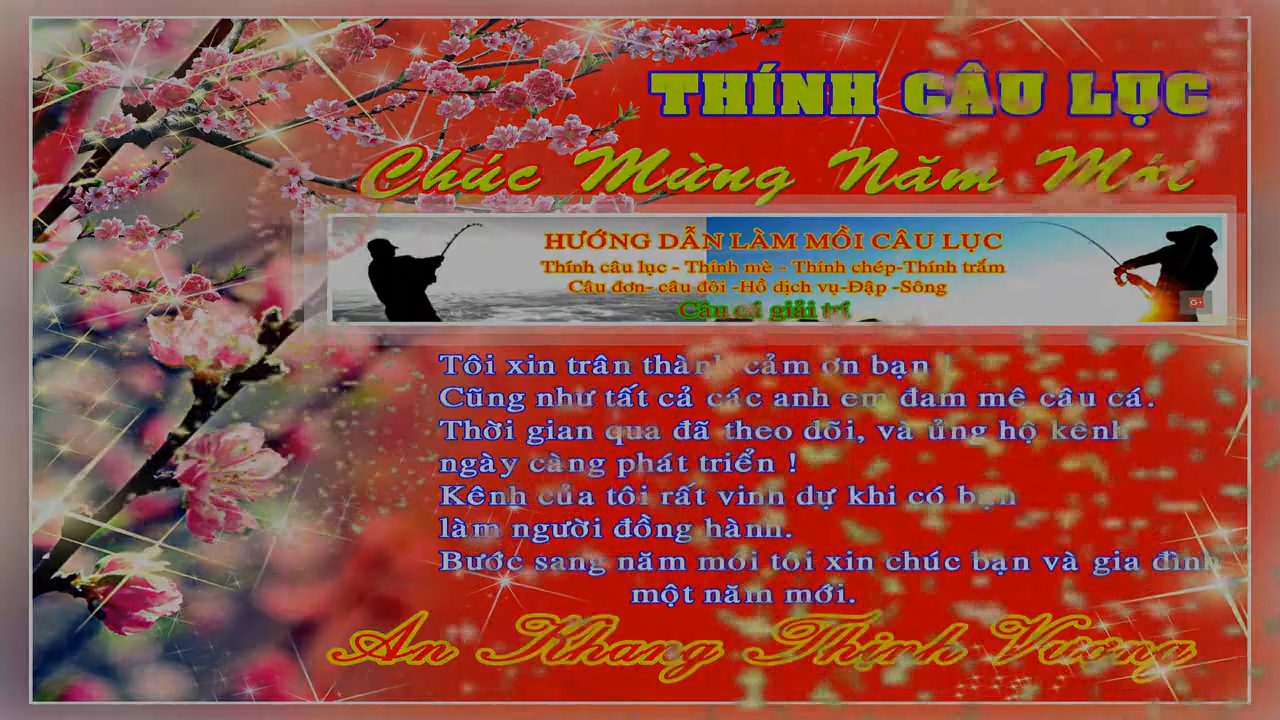 THÍNH CÂU LỤC
Chúc Mừng Năm Mới
HƯỚNG DẪN LÀM MỒI CÂU LỤC
Thính câu lục - Thính mè - Thính chép-Thính trắm
Câu đơn- câu đôi -Hồ dịch vụ-Đập -Sông
Câu cá giải trí
G+
Tôi xin trân thành cảm ơn bạn !
Cũng như tất cả các anh em đam mê câu cá.
Thời gian qua đã theo dõi, và ủng hộ kênh
ngày càng phát triển !
Kênh của tôi rất vinh dự khi có bạn
làm người đồng hành.
Bước sang năm mới tôi xin chúc bạn và gia đình
một năm mới.
An Khang Thịnh Vương